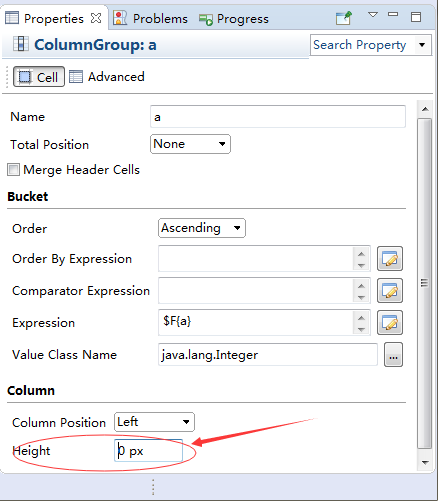 Properties Problems Progress
ColumnGroup: a Search Property
Cell Advanced
Name a
Total Position None
Merge Header Cells
Bucket
Order Ascending
Order By Expression
Comparator Expression
Expression $F{a}
Value Class Name java.lang.Integer ...
Column
Column Position Left
Height 0 px